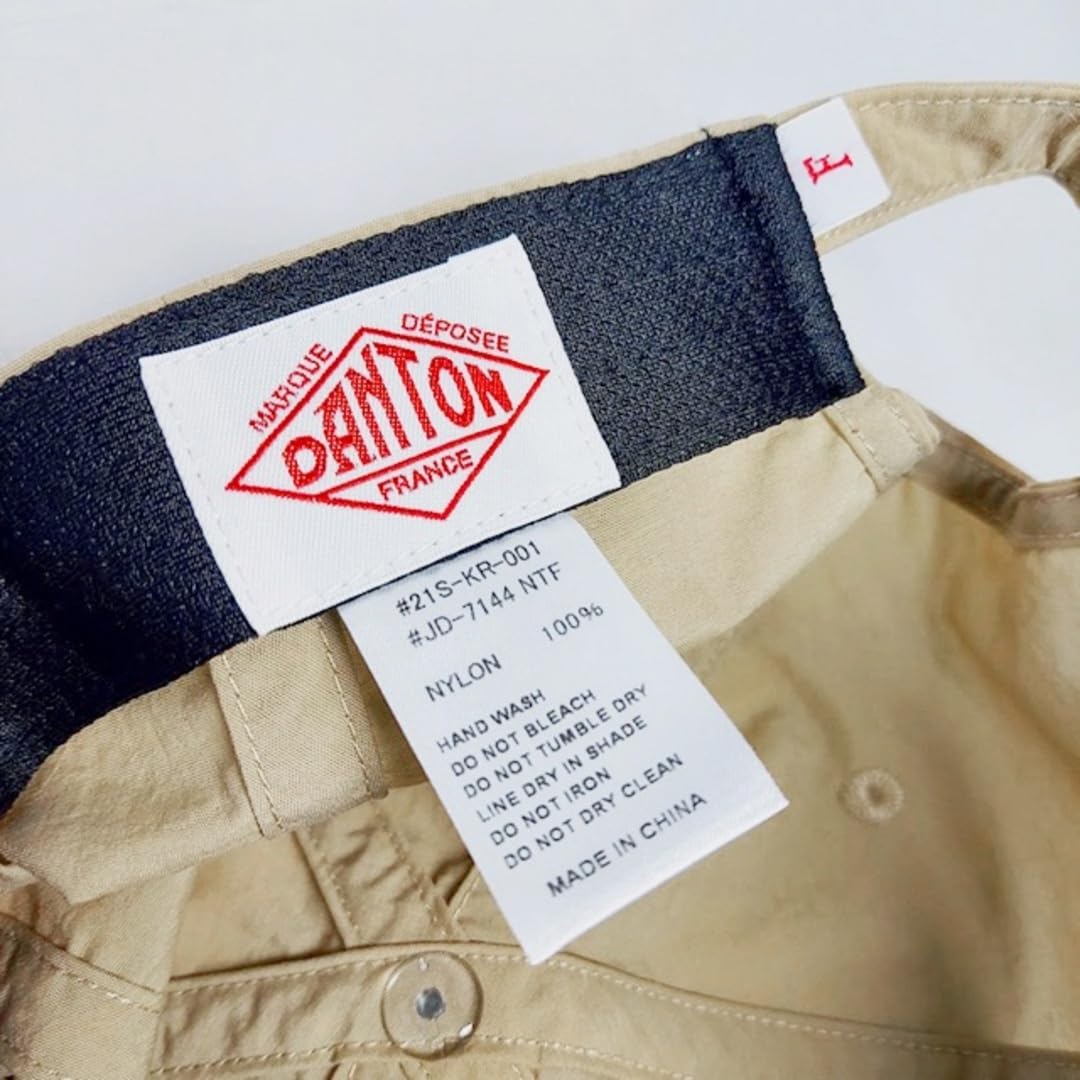 F
MARQUE DÉPOSEE
DANTON
FRANCE
#21S-KR-001
#JD-7144 NTF
NYLON 100%
HAND WASH
DO NOT BLEACH
DO NOT TUMBLE DRY
LINE DRY IN SHADE
DO NOT IRON
DO NOT DRY CLEAN
MADE IN CHINA